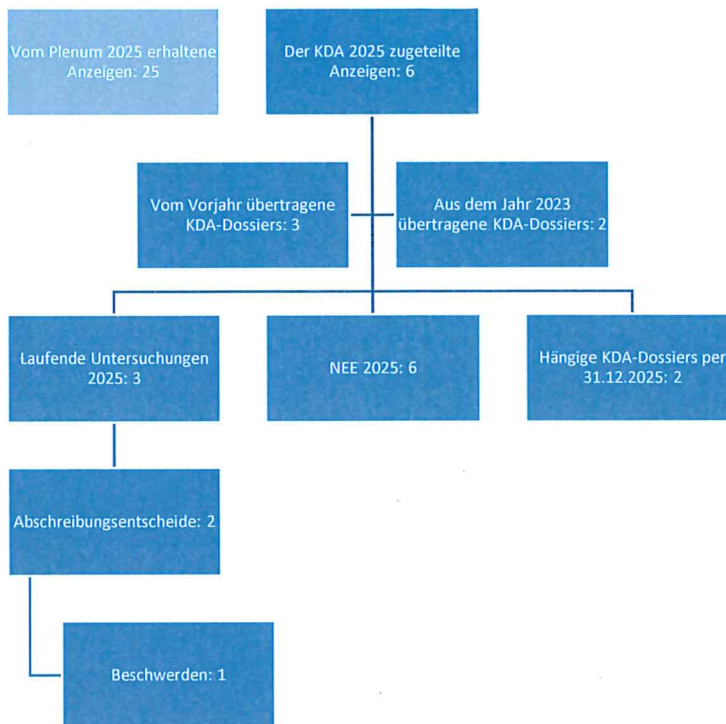 Vom Plenum 2025 erhaltene
Anzeigen: 25
Der KDA 2025 zugeteilte
Anzeigen: 6
Vom Vorjahr übertragene
KDA-Dossiers: 3
Aus dem Jahr 2023
übertragene KDA-Dossiers: 2
Laufende Untersuchungen
2025: 3
NEE 2025: 6
Hängige KDA-Dossiers per
31.12.2025: 2
Abschreibungsentscheide: 2
Beschwerden: 1